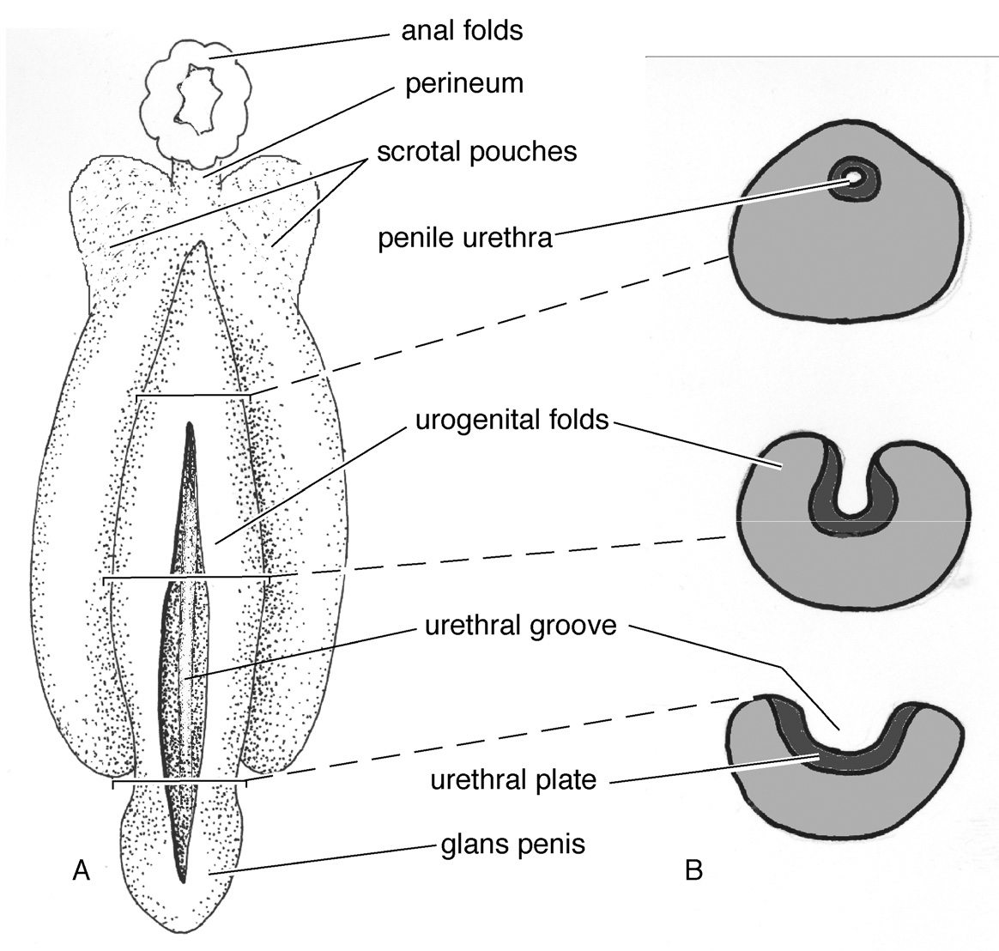 anal folds
perineum
scrotal pouches
penile urethra
urogenital folds
urethral groove
urethral plate
glans penis
A
B